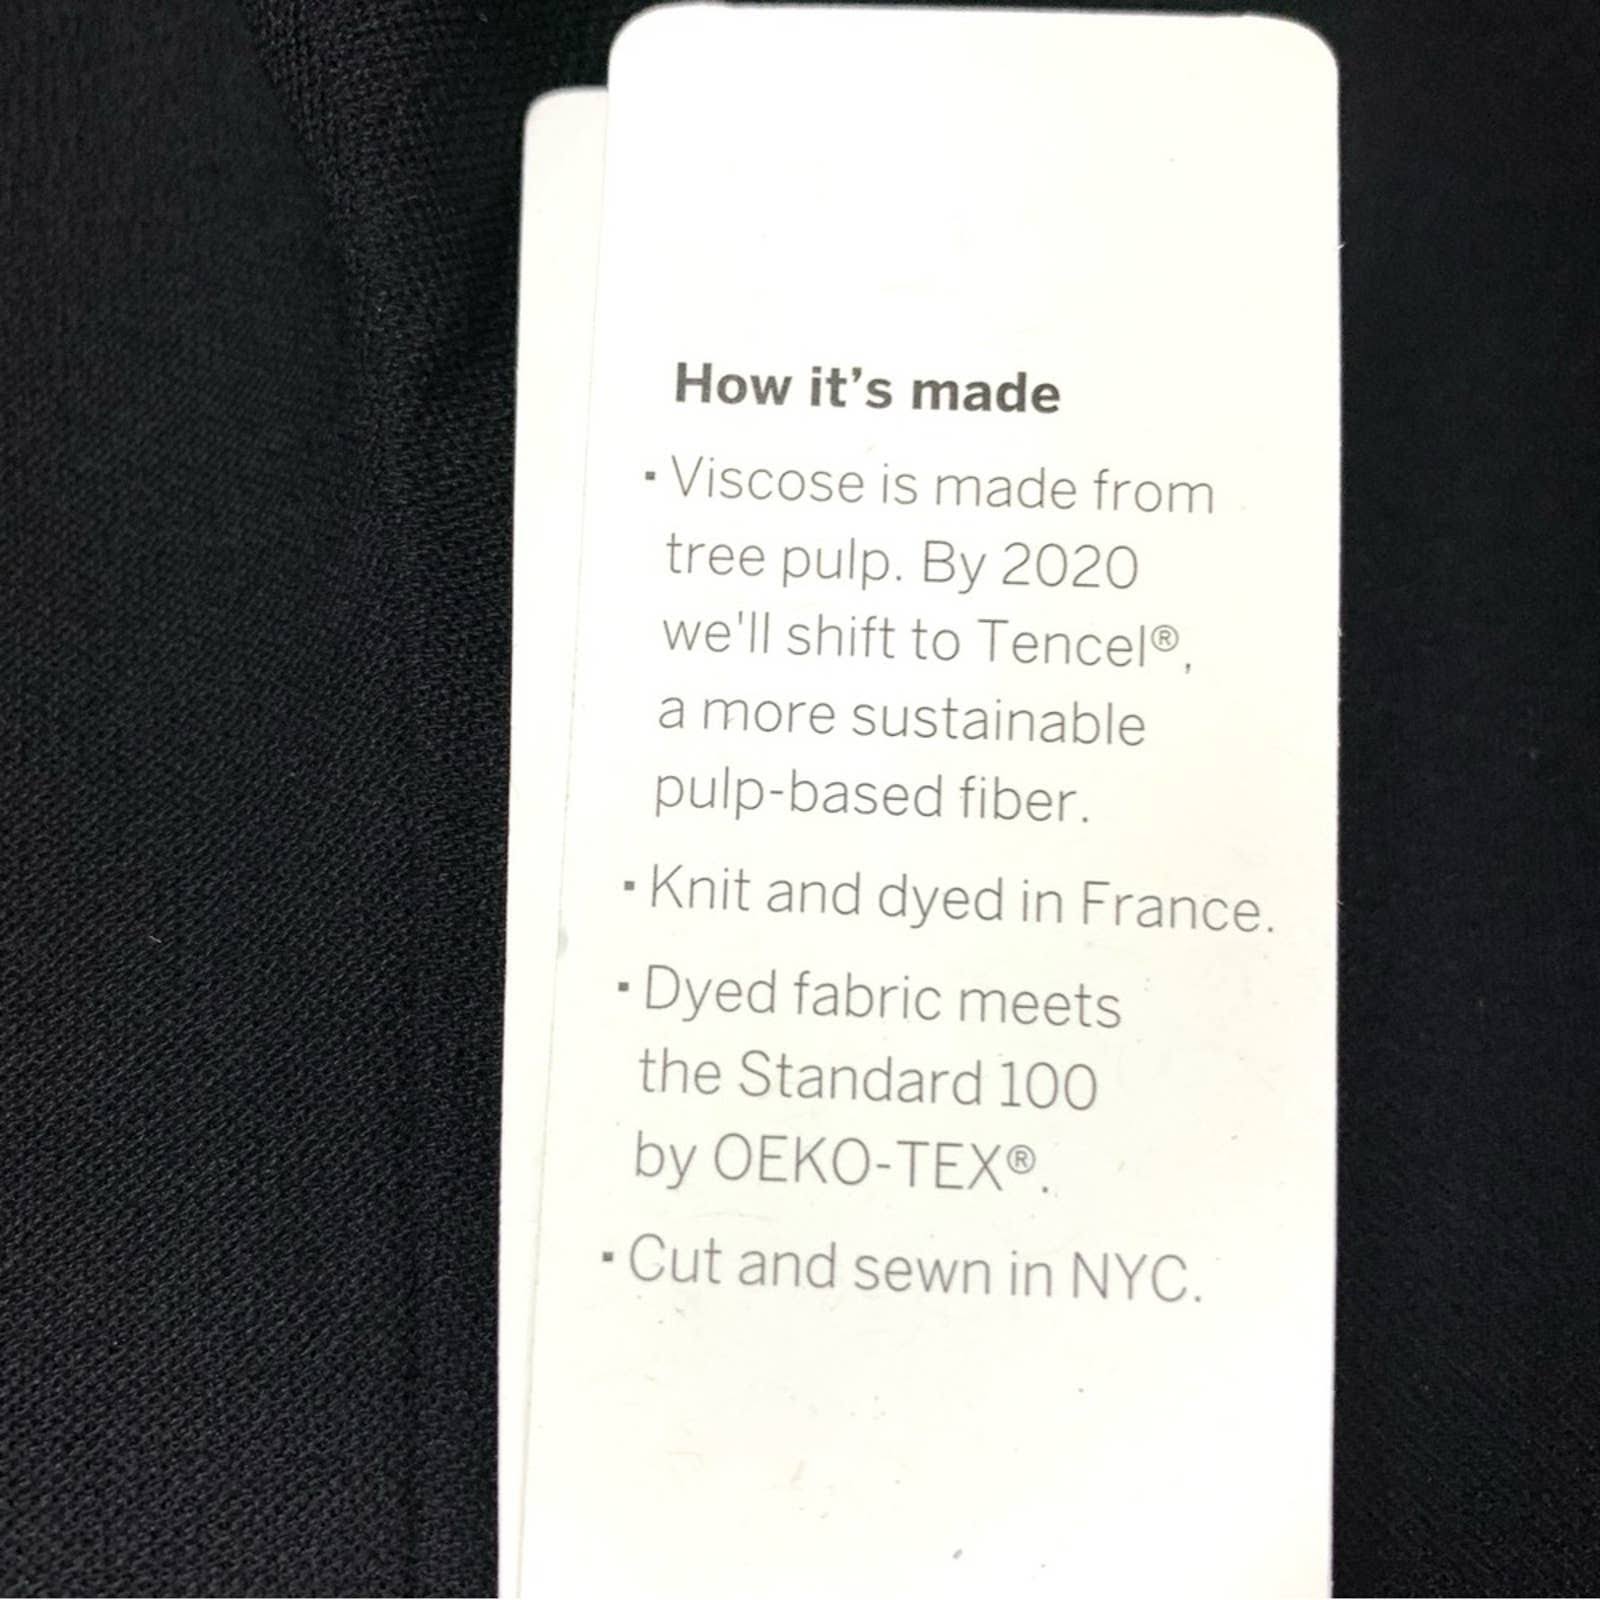 How it's made
▪ Viscose is made from
tree pulp. By 2020
we'll shift to Tencel®,
a more sustainable
pulp-based fiber.
▪ Knit and dyed in France.
▪ Dyed fabric meets
the Standard 100
by OEKO-TEX®.
▪ Cut and sewn in NYC.